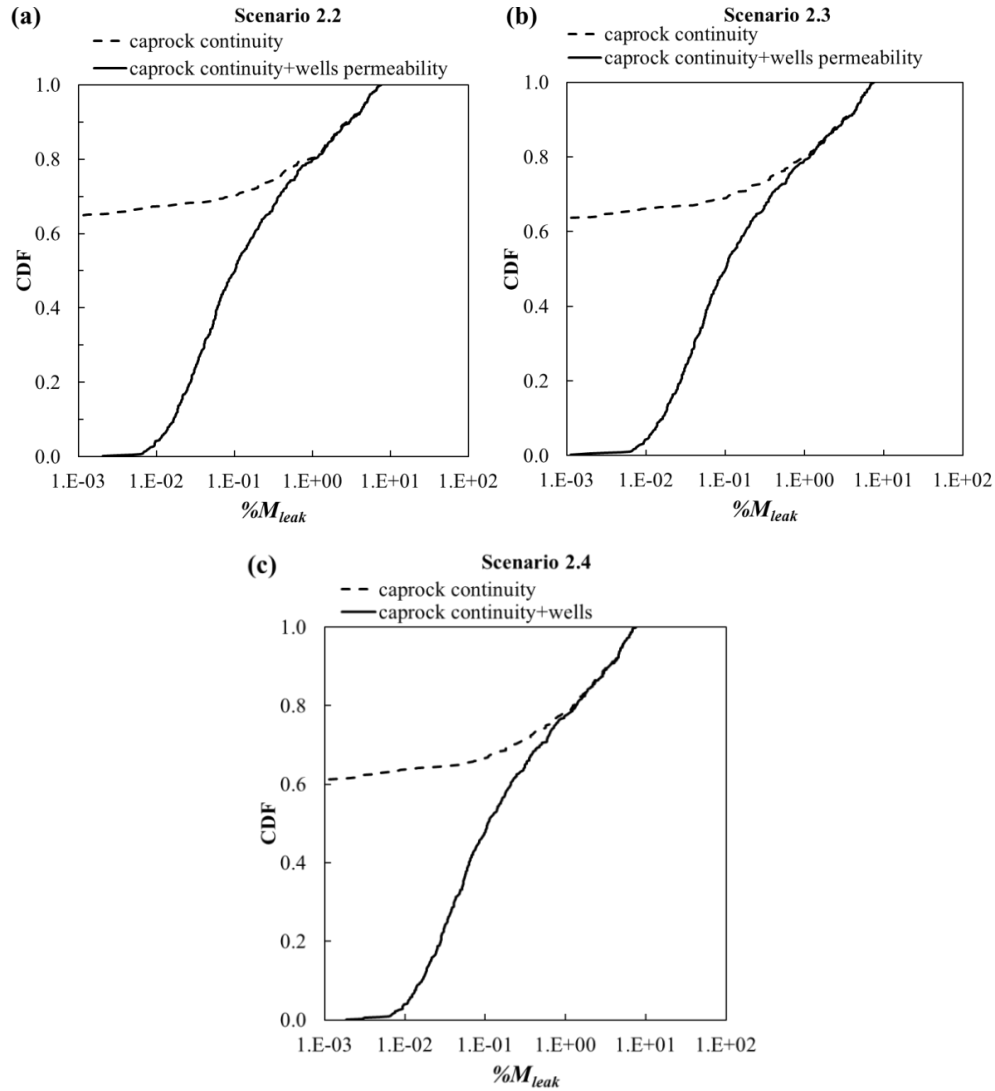 (a)
Scenario 2.2
caprock continuity
caprock continuity+wells permeability
1.0
0.8
0.6
0.4
0.2
0.0
CDF
1.E-03 1.E-02 1.E-01 1.E+00 1.E+01 1.E+02
%M_leak
(b)
Scenario 2.3
caprock continuity
caprock continuity+wells permeability
1.0
0.8
0.6
0.4
0.2
0.0
CDF
1.E-03 1.E-02 1.E-01 1.E+00 1.E+01 1.E+02
%M_leak
(c)
Scenario 2.4
caprock continuity
caprock continuity+wells
1.0
0.8
0.6
0.4
0.2
0.0
CDF
1.E-03 1.E-02 1.E-01 1.E+00 1.E+01 1.E+02
%M_leak